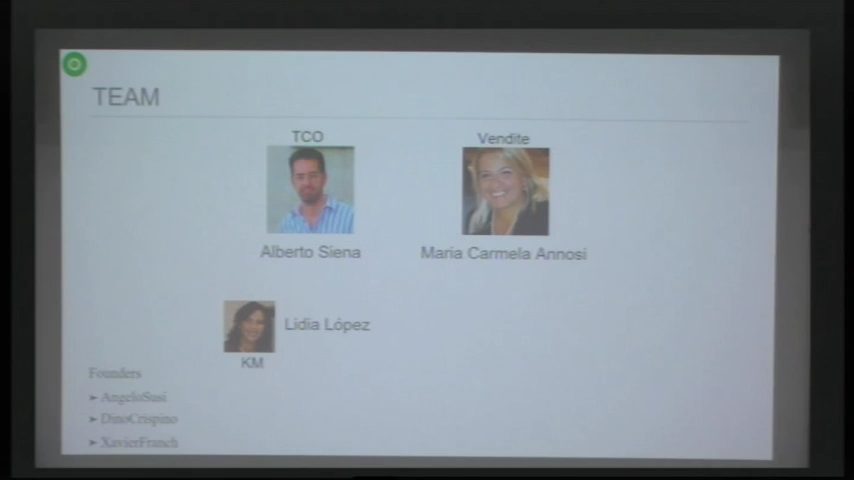 TEAM
TCO
Vendite
Alberto Siena
Maria Carmela Annosi
Lidia López
KM
Founders
➢ AngeloSusi
➢ DinoCrispino
➢ XavierFranch